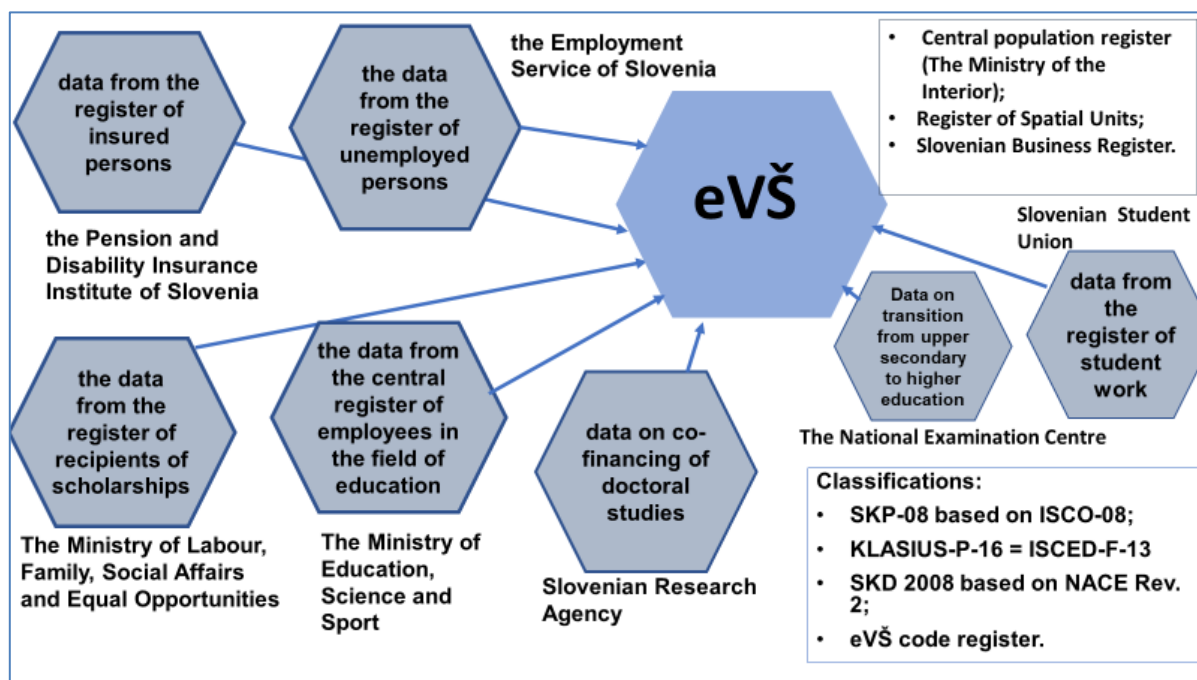 data from the
register of
insured
persons
the Pension and
Disability Insurance
Institute of Slovenia
the data
from the
register of
unemployed
persons
the Employment
Service of Slovenia
eVŠ
• Central population register
(The Ministry of the
Interior);
• Register of Spatial Units;
• Slovenian Business Register.
Slovenian Student
Union
data from
the
register of
student
work
Data on
transition
from upper
secondary
to higher
education
The National Examination Centre
the data
from the
register of
recipients of
scholarships
The Ministry of Labour,
Family, Social Affairs
and Equal Opportunities
the data from
the central
register of
employees in
the field of
education
The Ministry of
Education,
Science and
Sport
data on co-
financing of
doctoral
studies
Slovenian Research
Agency
Classifications:
• SKP-08 based on ISCO-08;
• KLASIUS-P-16 = ISCED-F-13
• SKD 2008 based on NACE Rev.
2;
• eVŠ code register.